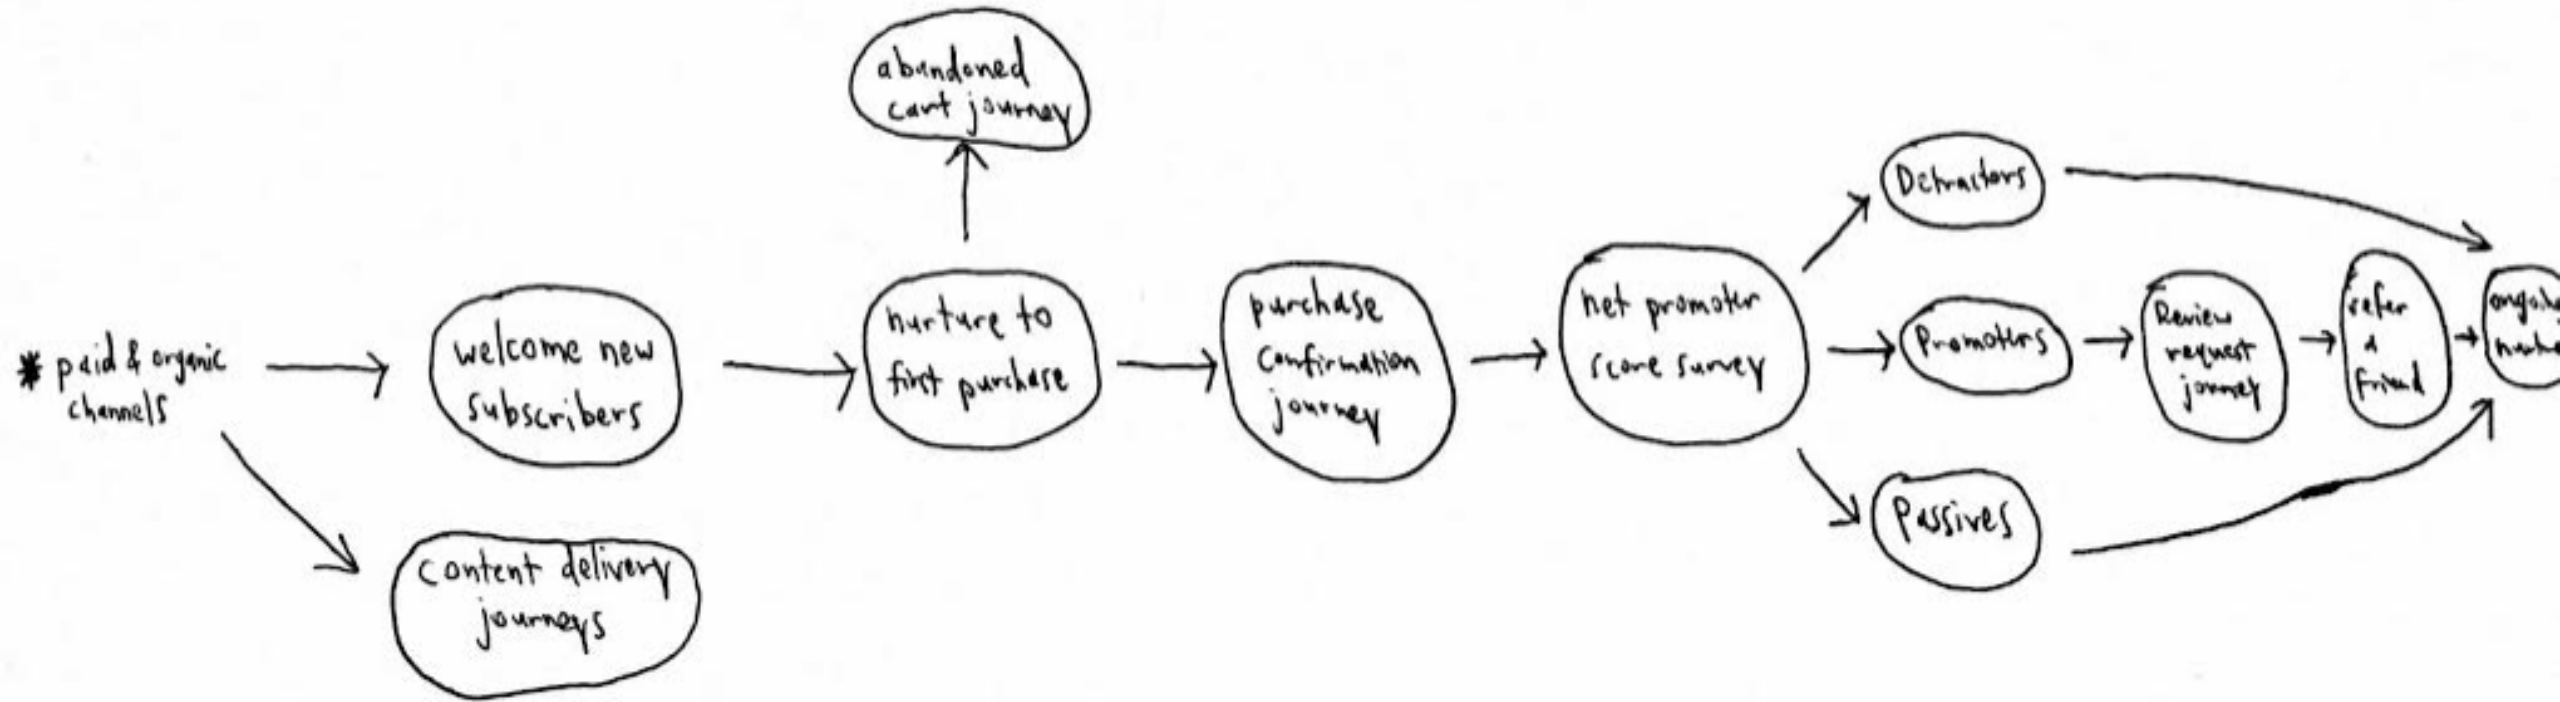 abandoned
cart journey
* paid & organic
channels
welcome new
subscribers
content delivery
journeys
nurture to
first purchase
purchase
confirmation
journey
net promoter
score survey
Detractors
Promoters
Passives
Review
request
journey
refer
a
friend